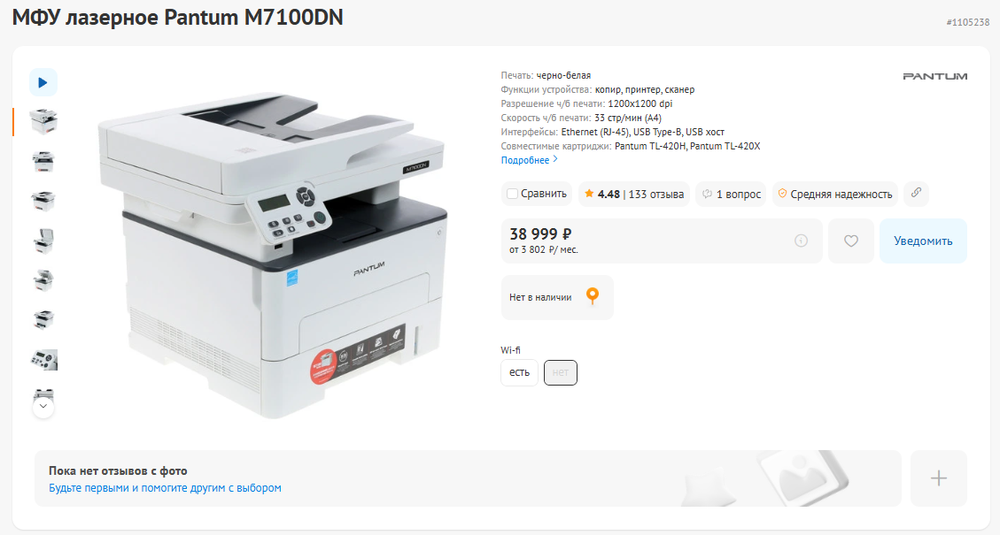 МФУ лазерное Pantum M7100DN
#1105238
PANTUM
Печать: черно-белая
Функции устройства: копир, принтер, сканер
Разрешение ч/б печати: 1200x1200 dpi
Скорость ч/б печати: 33 стр/мин (A4)
Интерфейсы: Ethernet (RJ-45), USB Type-B, USB хост
Совместимые картриджи: Pantum TL-420H, Pantum TL-420X
Подробнее
Сравнить
4.48 | 133 отзыва
1 вопрос
Средняя надежность
38 999 ₽
от 3 802 ₽/ мес.
Уведомить
Нет в наличии
Wi-fi
есть
нет
M7100DN
PANTUM
Пока нет отзывов с фото
Будьте первыми и помогите другим с выбором